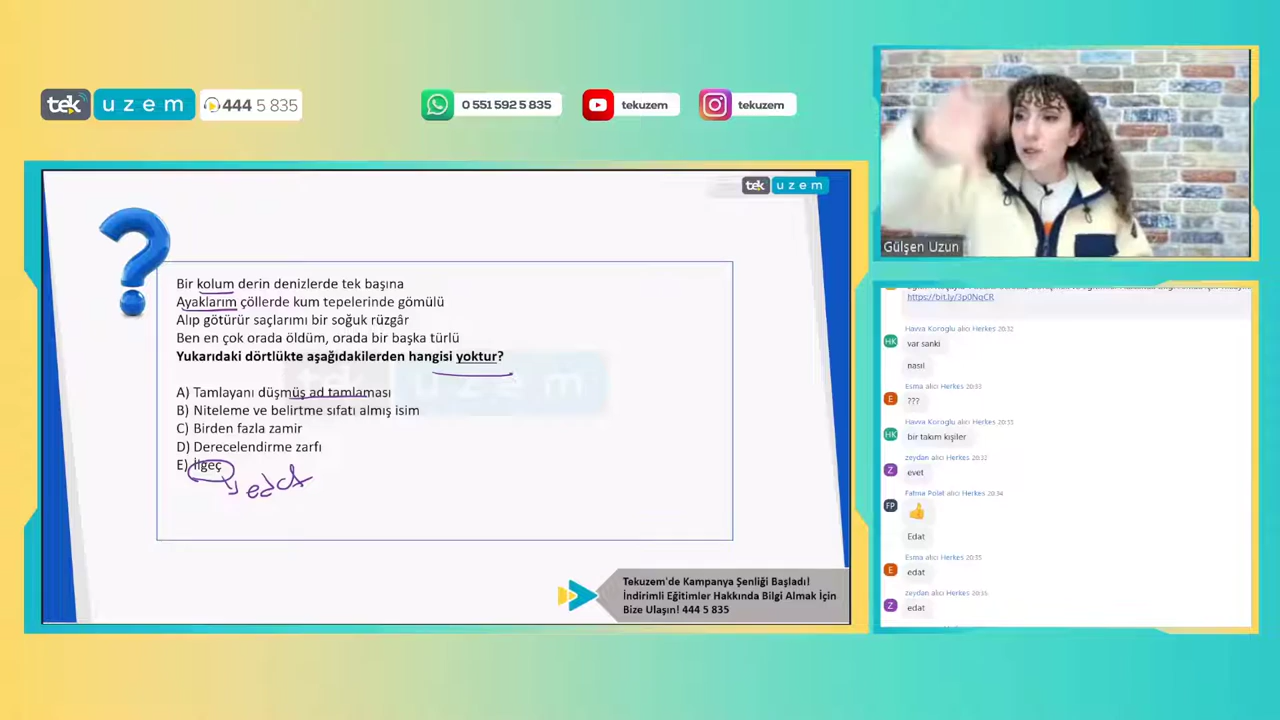 tek uzem 444 5 835
0 551 592 5 835
tekuzem
tekuzem
tek uzem
Bir kolum derin denizlerde tek başına
Ayaklarım çöllerde kum tepelerinde gömülü
Alıp götürür saçlarımı bir soğuk rüzgâr
Ben en çok orada öldüm, orada bir başka türlü
Yukarıdaki dörtlükte aşağıdakilerden hangisi yoktur?
tek uzem
A) Tamlayanı düşmüş ad tamlaması
B) Niteleme ve belirtme sıfatı almış isim
C) Birden fazla zamir
D) Derecelendirme zarfı
E) İlgeç
edat
Tekuzem'de Kampanya Şenliği Başladı!
İndirimli Eğitimler Hakkında Bilgi Almak İçin
Bize Ulaşın! 444 5 835
Gülşen Uzun
https://bit.ly/3p0NqCR
Havva Koroglu alıcı Herkes 20:32
HK
var sanki
nasıl
Esma alıcı Herkes 20:33
E
???
Havva Koroglu alıcı Herkes 20:33
HK
bir takım kişiler
zeydan alıcı Herkes 20:33
Z
evet
Fatma Polat alıcı Herkes 20:34
FP
Edat
Esma alıcı Herkes 20:35
E
edat
zeydan alıcı Herkes 20:35
Z
edat